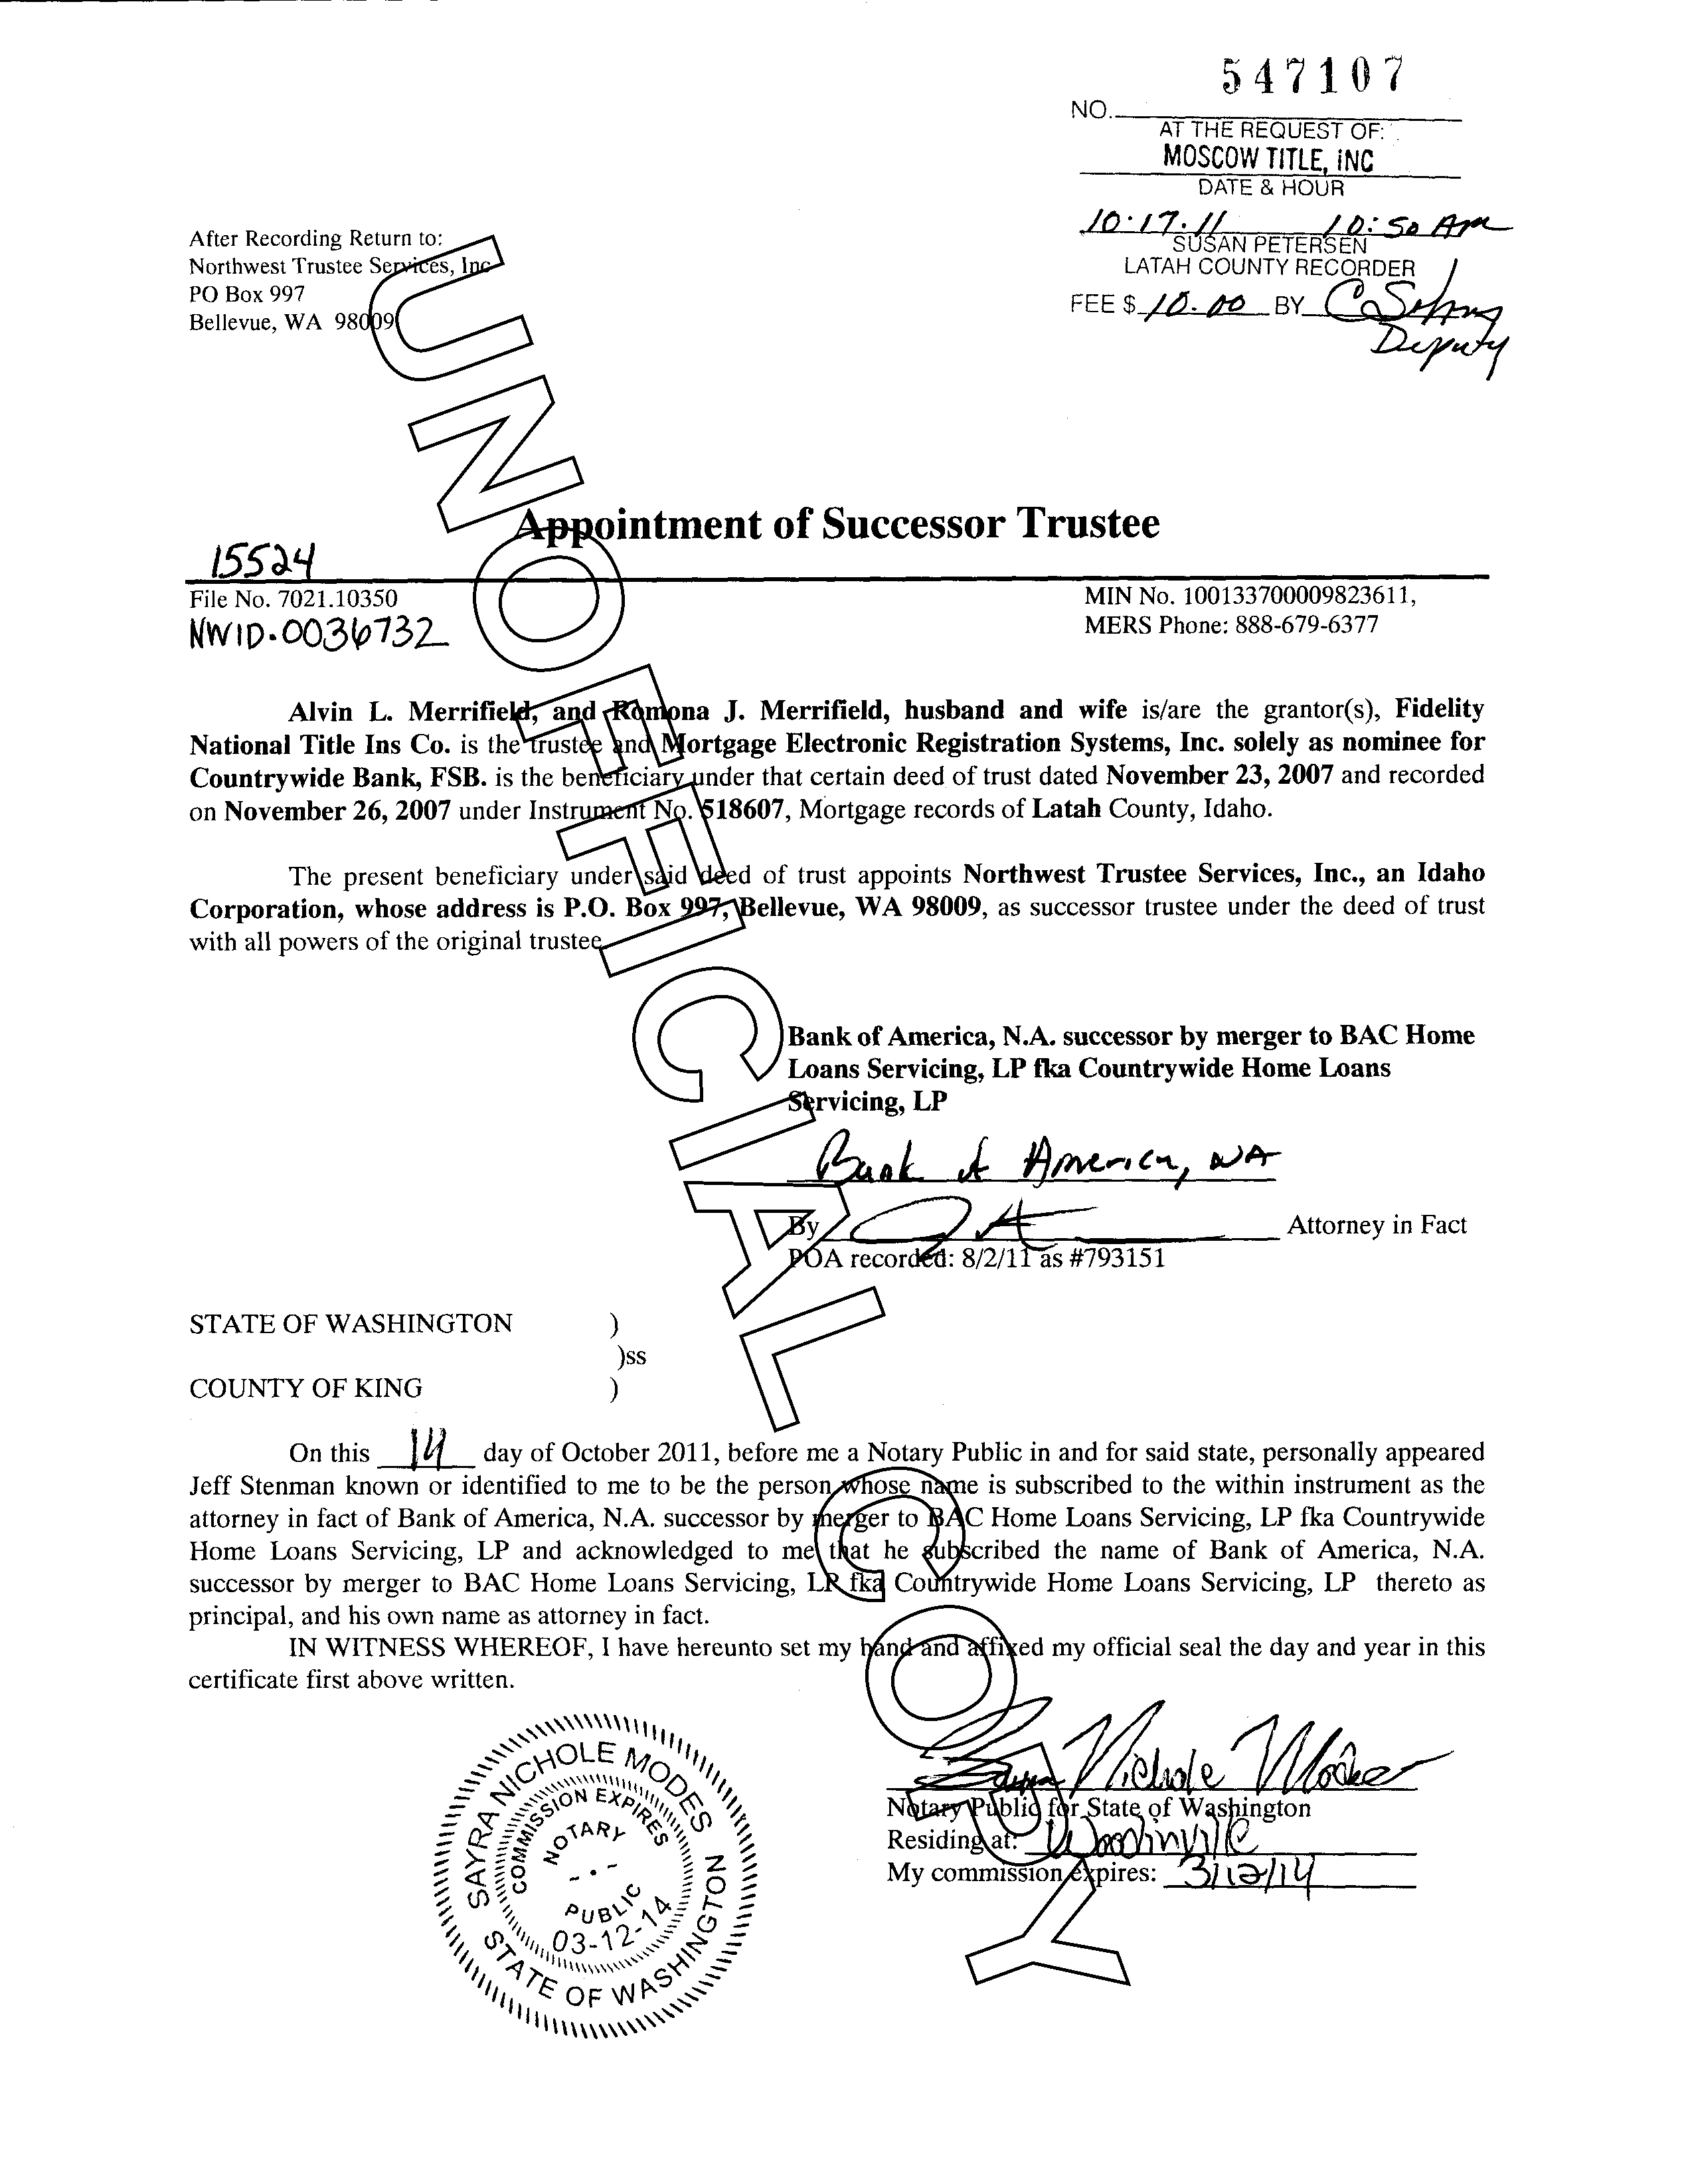 547107
NO.
AT THE REQUEST OF:
MOSCOW TITLE, INC
DATE & HOUR
10·17·11 10:50 AM
SUSAN PETERSEN
LATAH COUNTY RECORDER
FEE $ 10.00 BY
Deputy
After Recording Return to:
Northwest Trustee Services, Inc
PO Box 997
Bellevue, WA 98009
UNOFFICIAL COPY
Appointment of Successor Trustee
15524
File No. 7021.10350
NWID.0036732
MIN No. 100133700009823611,
MERS Phone: 888-679-6377
Alvin L. Merrifield, and Romona J. Merrifield, husband and wife is/are the grantor(s), Fidelity
National Title Ins Co. is the trustee and Mortgage Electronic Registration Systems, Inc. solely as nominee for
Countrywide Bank, FSB. is the beneficiary under that certain deed of trust dated November 23, 2007 and recorded
on November 26, 2007 under Instrument No. 518607, Mortgage records of Latah County, Idaho.
The present beneficiary under said deed of trust appoints Northwest Trustee Services, Inc., an Idaho
Corporation, whose address is P.O. Box 997, Bellevue, WA 98009, as successor trustee under the deed of trust
with all powers of the original trustee.
Bank of America, N.A. successor by merger to BAC Home
Loans Servicing, LP fka Countrywide Home Loans
Servicing, LP
Bank of America, NA
By Attorney in Fact
POA recorded: 8/2/11 as #793151
STATE OF WASHINGTON )
)ss
COUNTY OF KING )
On this 14 day of October 2011, before me a Notary Public in and for said state, personally appeared
Jeff Stenman known or identified to me to be the person whose name is subscribed to the within instrument as the
attorney in fact of Bank of America, N.A. successor by merger to BAC Home Loans Servicing, LP fka Countrywide
Home Loans Servicing, LP and acknowledged to me that he subscribed the name of Bank of America, N.A.
successor by merger to BAC Home Loans Servicing, LP fka Countrywide Home Loans Servicing, LP thereto as
principal, and his own name as attorney in fact.
IN WITNESS WHEREOF, I have hereunto set my hand and affixed my official seal the day and year in this
certificate first above written.
SAYRA NICHOLE MODES
COMMISSION EXPIRES
NOTARY
PUBLIC
03-12-14
STATE OF WASHINGTON
Sayra Nichole Modes
Notary Public for State of Washington
Residing at: Woodinville
My commission expires: 3/12/14